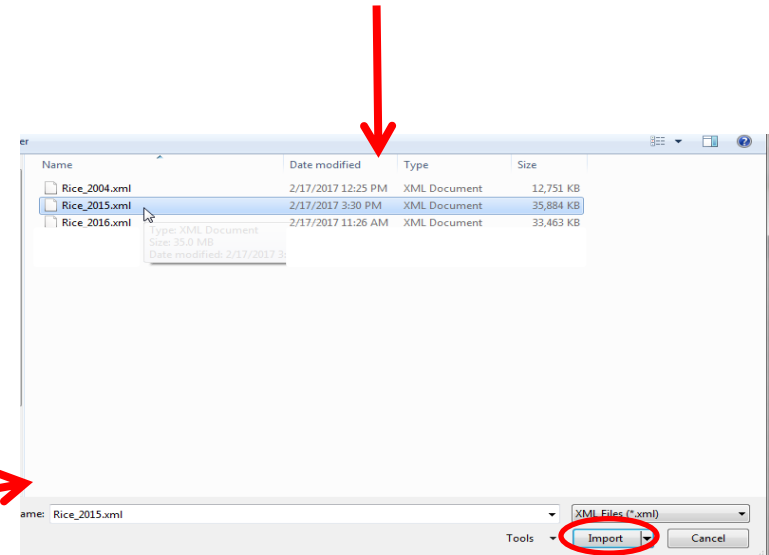 er
Name Date modified Type Size
Rice_2004.xml 2/17/2017 12:25 PM XML Document 12,751 KB
Rice_2015.xml 2/17/2017 3:30 PM XML Document 35,884 KB
Rice_2016.xml 2/17/2017 11:26 AM XML Document 33,463 KB
Type: XML Document
Size: 35.0 MB
Date modified: 2/17/2017 3:
ame: Rice_2015.xml XML Files (*.xml)
Tools Import Cancel